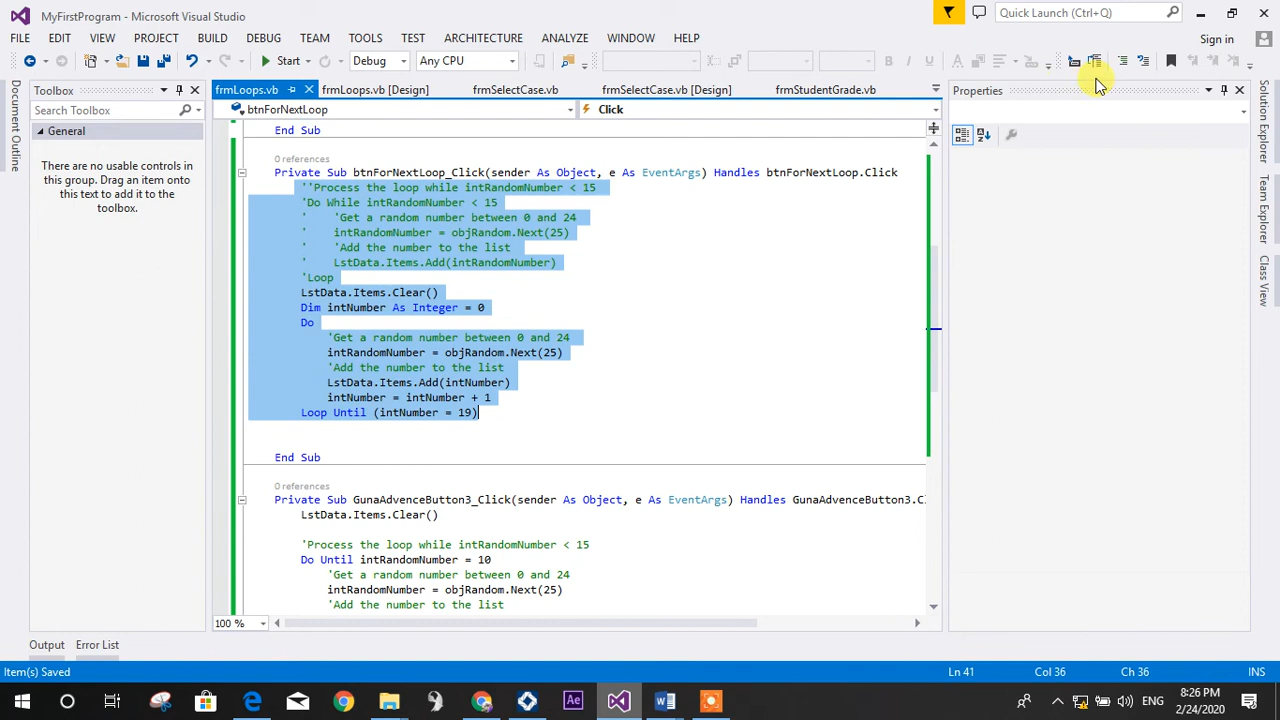 MyFirstProgram - Microsoft Visual Studio
Quick Launch (Ctrl+Q)
FILE EDIT VIEW PROJECT BUILD DEBUG TEAM TOOLS TEST ARCHITECTURE ANALYZE WINDOW HELP
Sign in
Start Debug Any CPU
Document Outline
Toolbox
Search Toolbox
General
There are no usable controls in
this group. Drag an item onto
this text to add it to the
toolbox.
frmLoops.vb frmLoops.vb [Design] frmSelectCase.vb frmSelectCase.vb [Design] frmStudentGrade.vb
btnForNextLoop Click
End Sub
0 references
Private Sub btnForNextLoop_Click(sender As Object, e As EventArgs) Handles btnForNextLoop.Click
''Process the loop while intRandomNumber < 15
'Do While intRandomNumber < 15
'    'Get a random number between 0 and 24
'    intRandomNumber = objRandom.Next(25)
'    'Add the number to the list
'    LstData.Items.Add(intRandomNumber)
'Loop
LstData.Items.Clear()
Dim intNumber As Integer = 0
Do
'Get a random number between 0 and 24
intRandomNumber = objRandom.Next(25)
'Add the number to the list
LstData.Items.Add(intNumber)
intNumber = intNumber + 1
Loop Until (intNumber = 19)
End Sub
0 references
Private Sub GunaAdvenceButton3_Click(sender As Object, e As EventArgs) Handles GunaAdvenceButton3.Cl
LstData.Items.Clear()
'Process the loop while intRandomNumber < 15
Do Until intRandomNumber = 10
'Get a random number between 0 and 24
intRandomNumber = objRandom.Next(25)
'Add the number to the list
100 %
Properties
Solution Explorer
Team Explorer
Class View
Output Error List
Item(s) Saved Ln 41 Col 36 Ch 36 INS
ENG
8:26 PM
2/24/2020